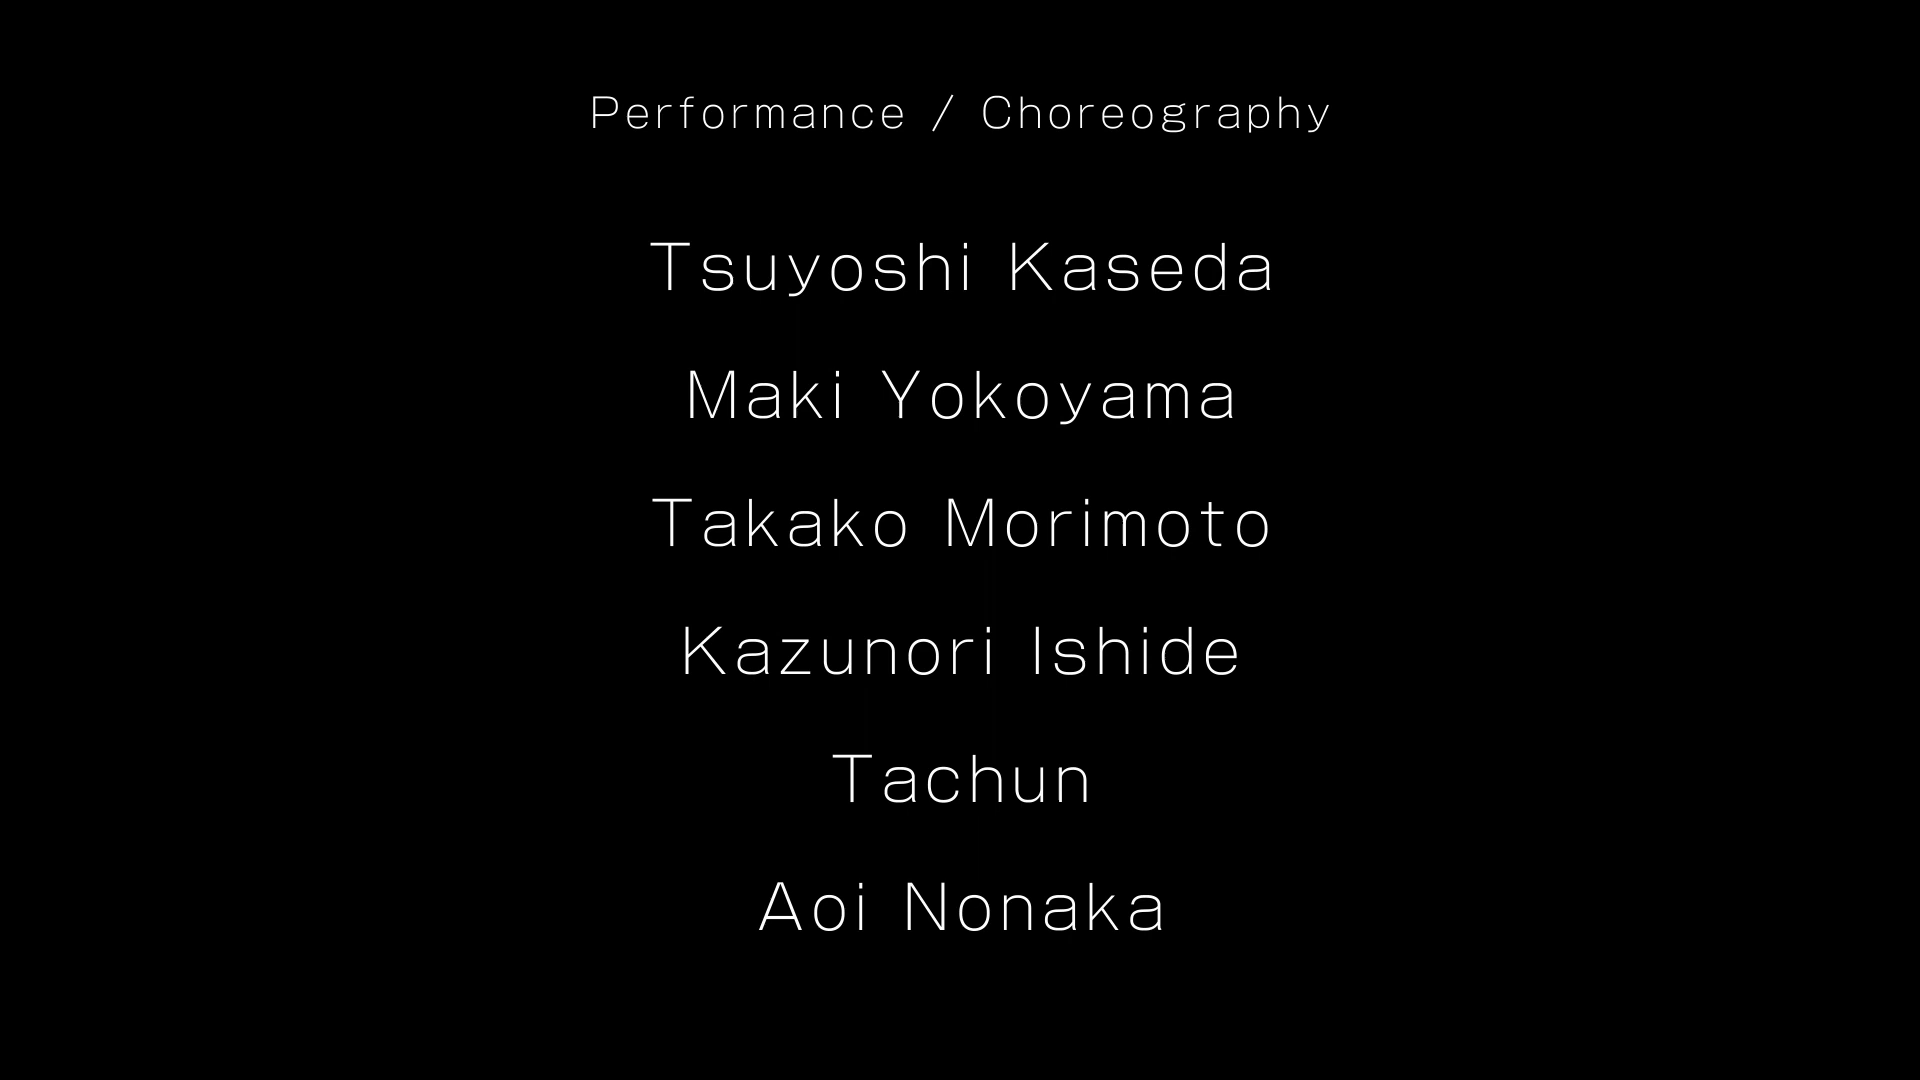 Performance / Choreography
Tsuyoshi Kaseda
Maki Yokoyama
Takako Morimoto
Kazunori Ishide
Tachun
Aoi Nonaka